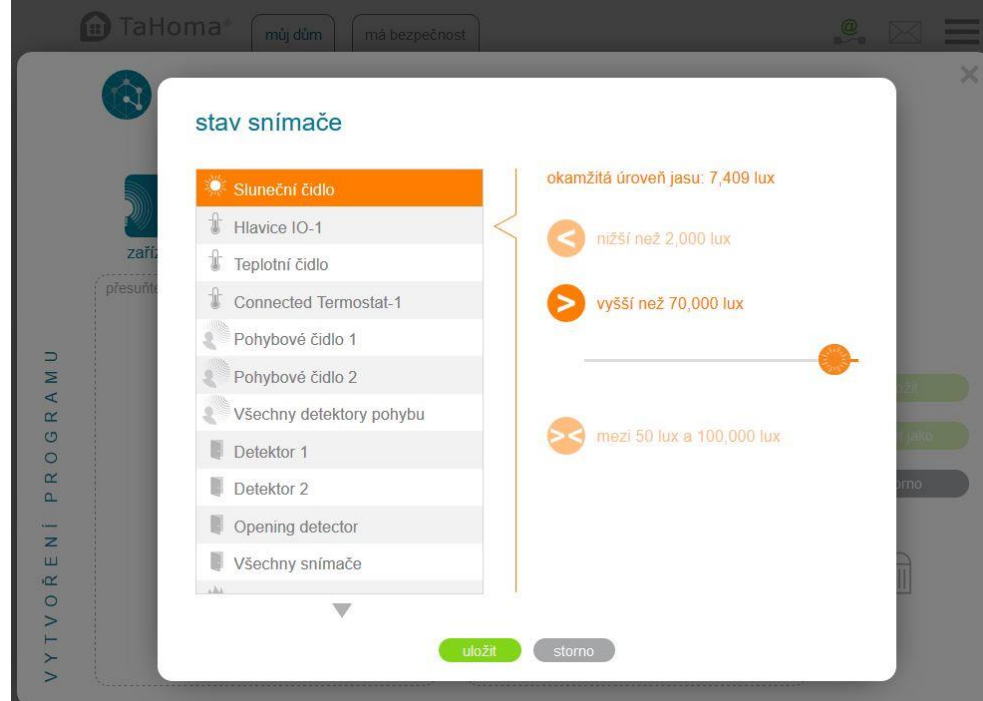 TaHoma®
můj dům
má bezpečnost
stav snímače
Sluneční čidlo
Hlavice IO-1
Teplotní čidlo
Connected Termostat-1
Pohybové čidlo 1
Pohybové čidlo 2
Všechny detektory pohybu
Detektor 1
Detektor 2
Opening detector
Všechny snímače
okamžitá úroveň jasu: 7,409 lux
nižší než 2,000 lux
vyšší než 70,000 lux
mezi 50 lux a 100,000 lux
uložit
storno
přesuňte
VYTVOŘENÍ PROGRAMU